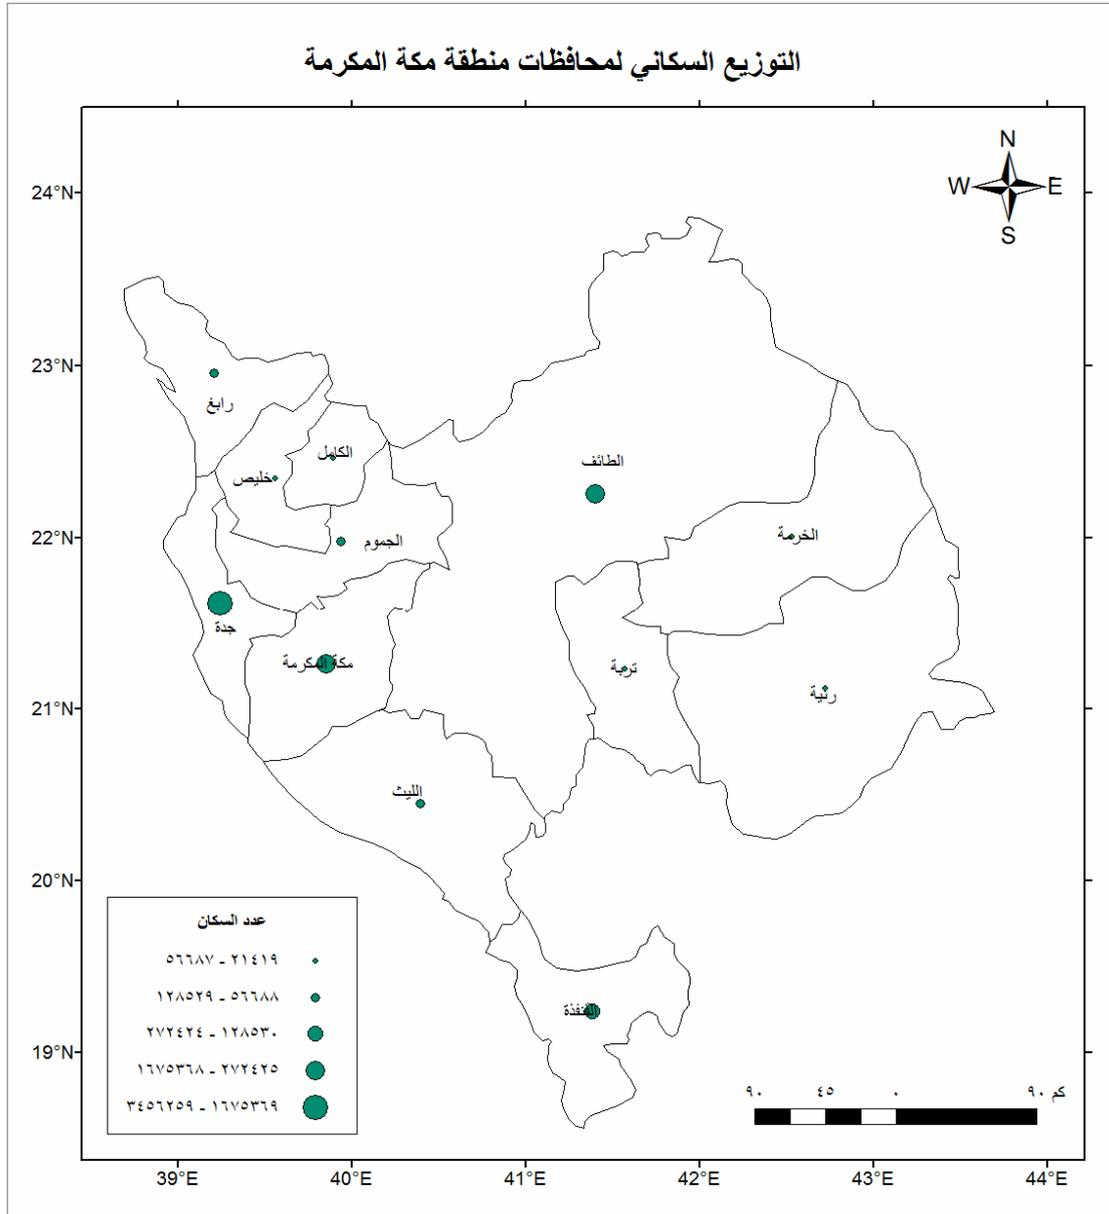 التوزيع السكاني لمحافظات منطقة مكة المكرمة
N
W E
S
24°N
23°N
22°N
21°N
20°N
19°N
رابغ
الكامل
خليص
الطائف
الجموم
الخرمة
جدة
مكة المكرمة
تربة
رنية
الليث
القنفذة
عدد السكان
٢١٤١٩ - ٥٦٦٨٧
٥٦٦٨٨ - ١٢٨٥٢٩
١٢٨٥٣٠ - ٢٧٢٤٢٤
٢٧٢٤٢٥ - ١٦٧٥٣٦٨
١٦٧٥٣٦٩ - ٣٤٥٦٢٥٩
٩٠ ٤٥ ٠ ٩٠ كم
39°E 40°E 41°E 42°E 43°E 44°E